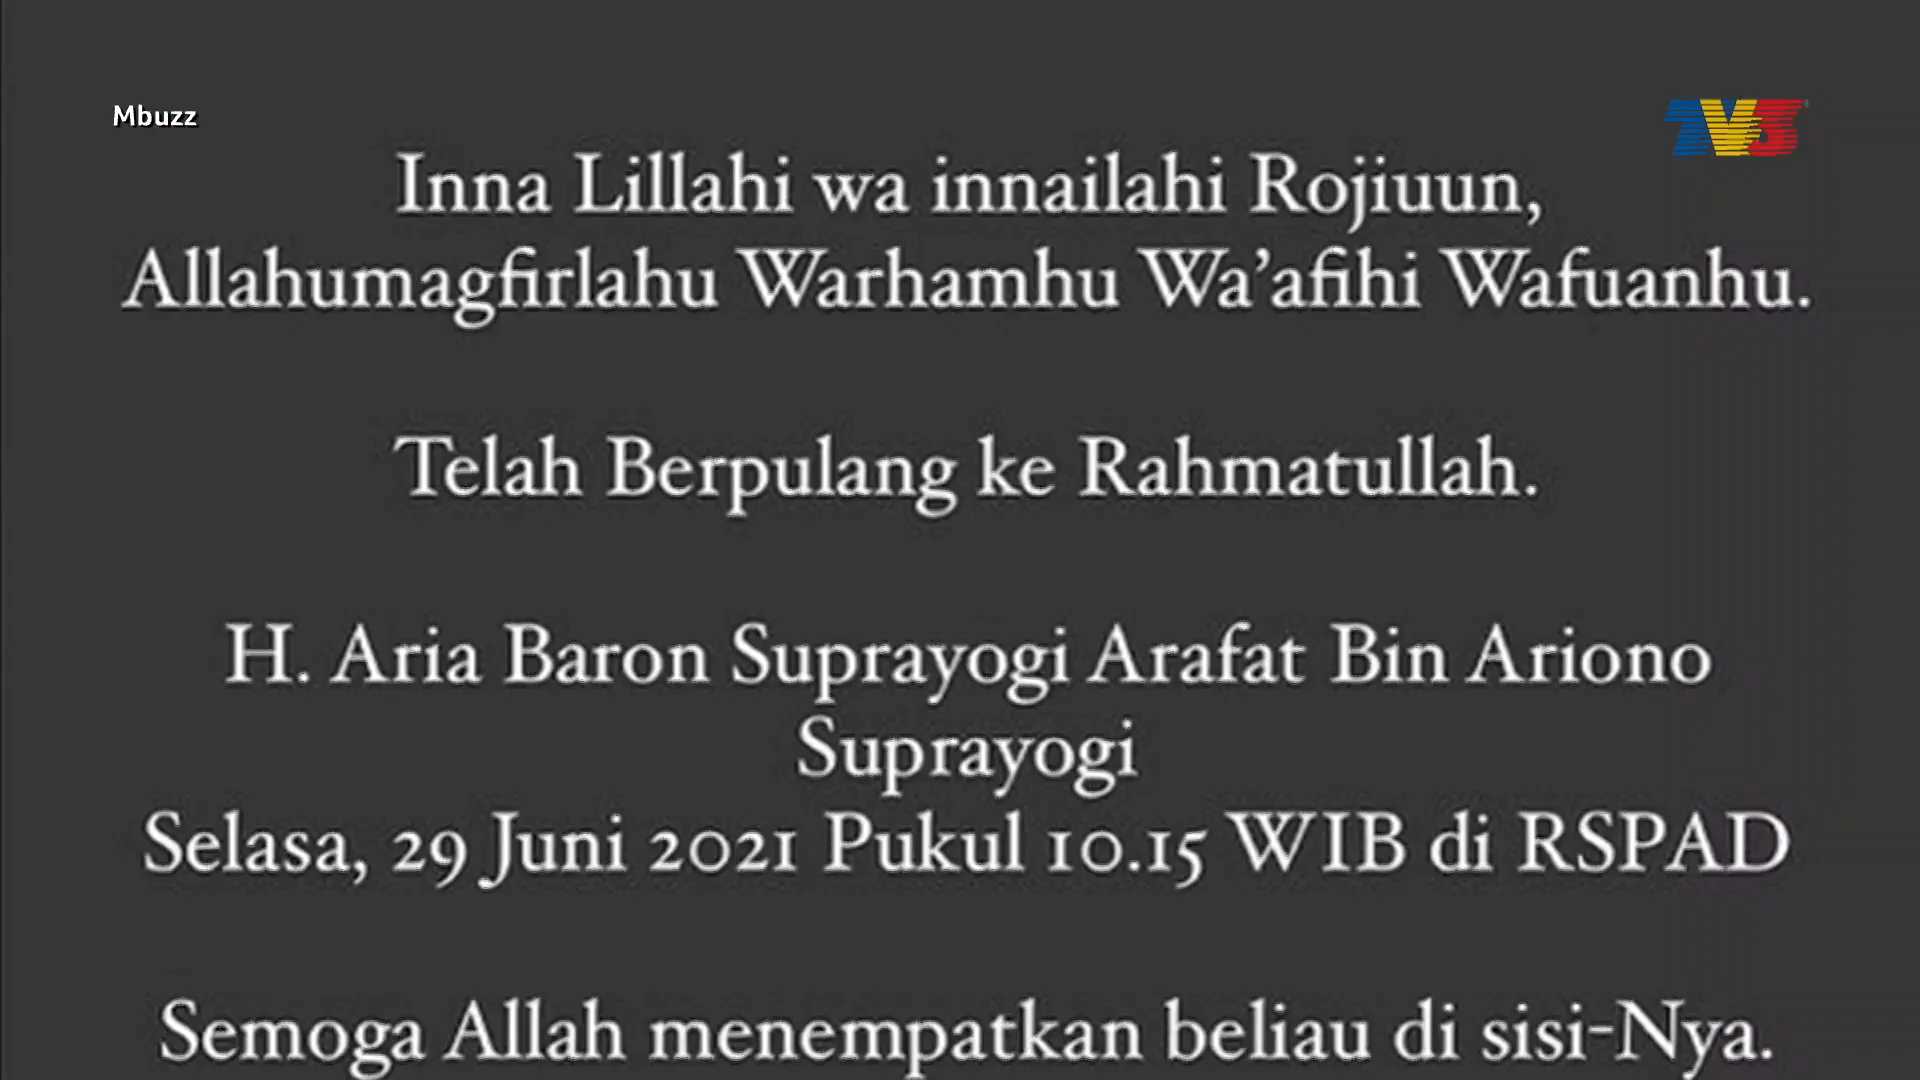 Mbuzz
TV3
Inna Lillahi wa innailahi Rojiuun,
Allahumagfirlahu Warhamhu Wa’afihi Wafuanhu.
Telah Berpulang ke Rahmatullah.
H. Aria Baron Suprayogi Arafat Bin Ariono
Suprayogi
Selasa, 29 Juni 2021 Pukul 10.15 WIB di RSPAD
Semoga Allah menempatkan beliau di sisi-Nya.